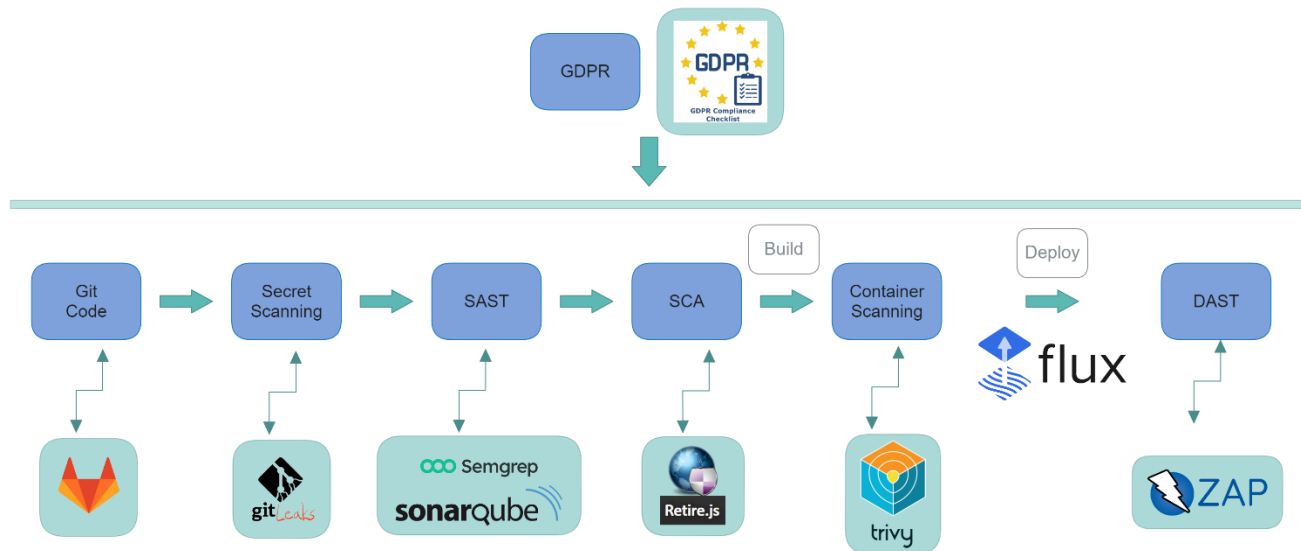 GDPR
GDPR
GDPR Compliance
Checklist
Build
Deploy
Git
Code
Secret
Scanning
SAST
SCA
Container
Scanning
DAST
flux
gitLeaks
Semgrep
sonarqube
Retire.js
trivy
ZAP